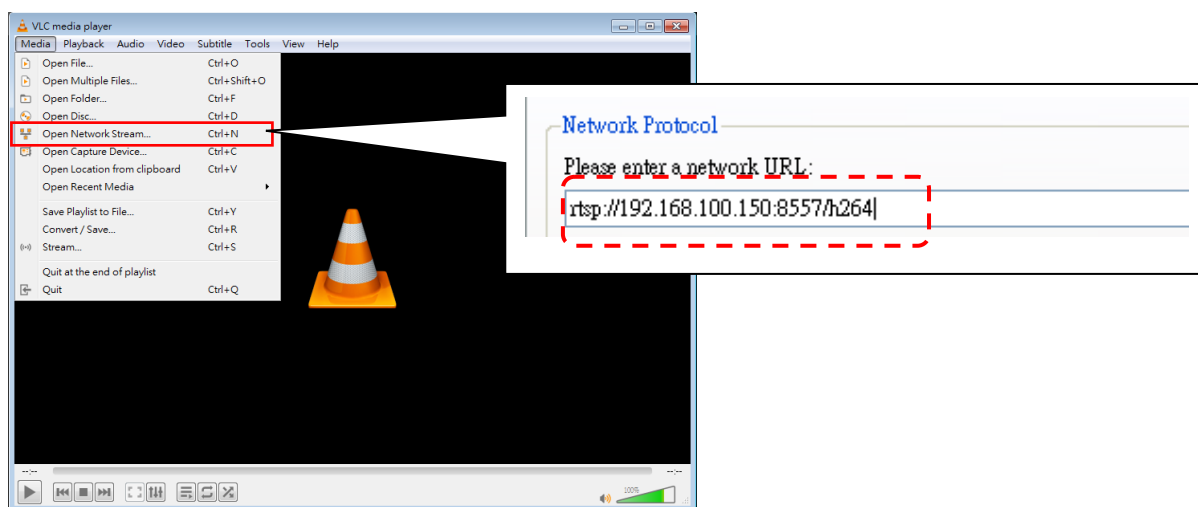 VLC media player
Media Playback Audio Video Subtitle Tools View Help
Open File... Ctrl+O
Open Multiple Files... Ctrl+Shift+O
Open Folder... Ctrl+F
Open Disc... Ctrl+D
Open Network Stream... Ctrl+N
Open Capture Device... Ctrl+C
Open Location from clipboard Ctrl+V
Open Recent Media
Save Playlist to File... Ctrl+Y
Convert / Save... Ctrl+R
Stream... Ctrl+S
Quit at the end of playlist
Quit Ctrl+Q
Network Protocol
Please enter a network URL:
rtsp://192.168.100.150:8557/h264
--:-- --:--
100%